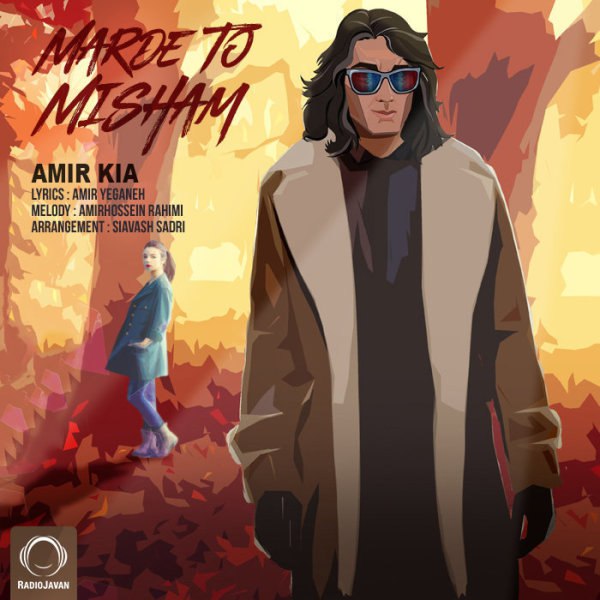 MARDE TO
MISHAM
AMIR KIA
LYRICS : AMIR YEGANEH
MELODY : AMIRHOSSEIN RAHIMI
ARRANGEMENT : SIAVASH SADRI
RADIOJAVAN